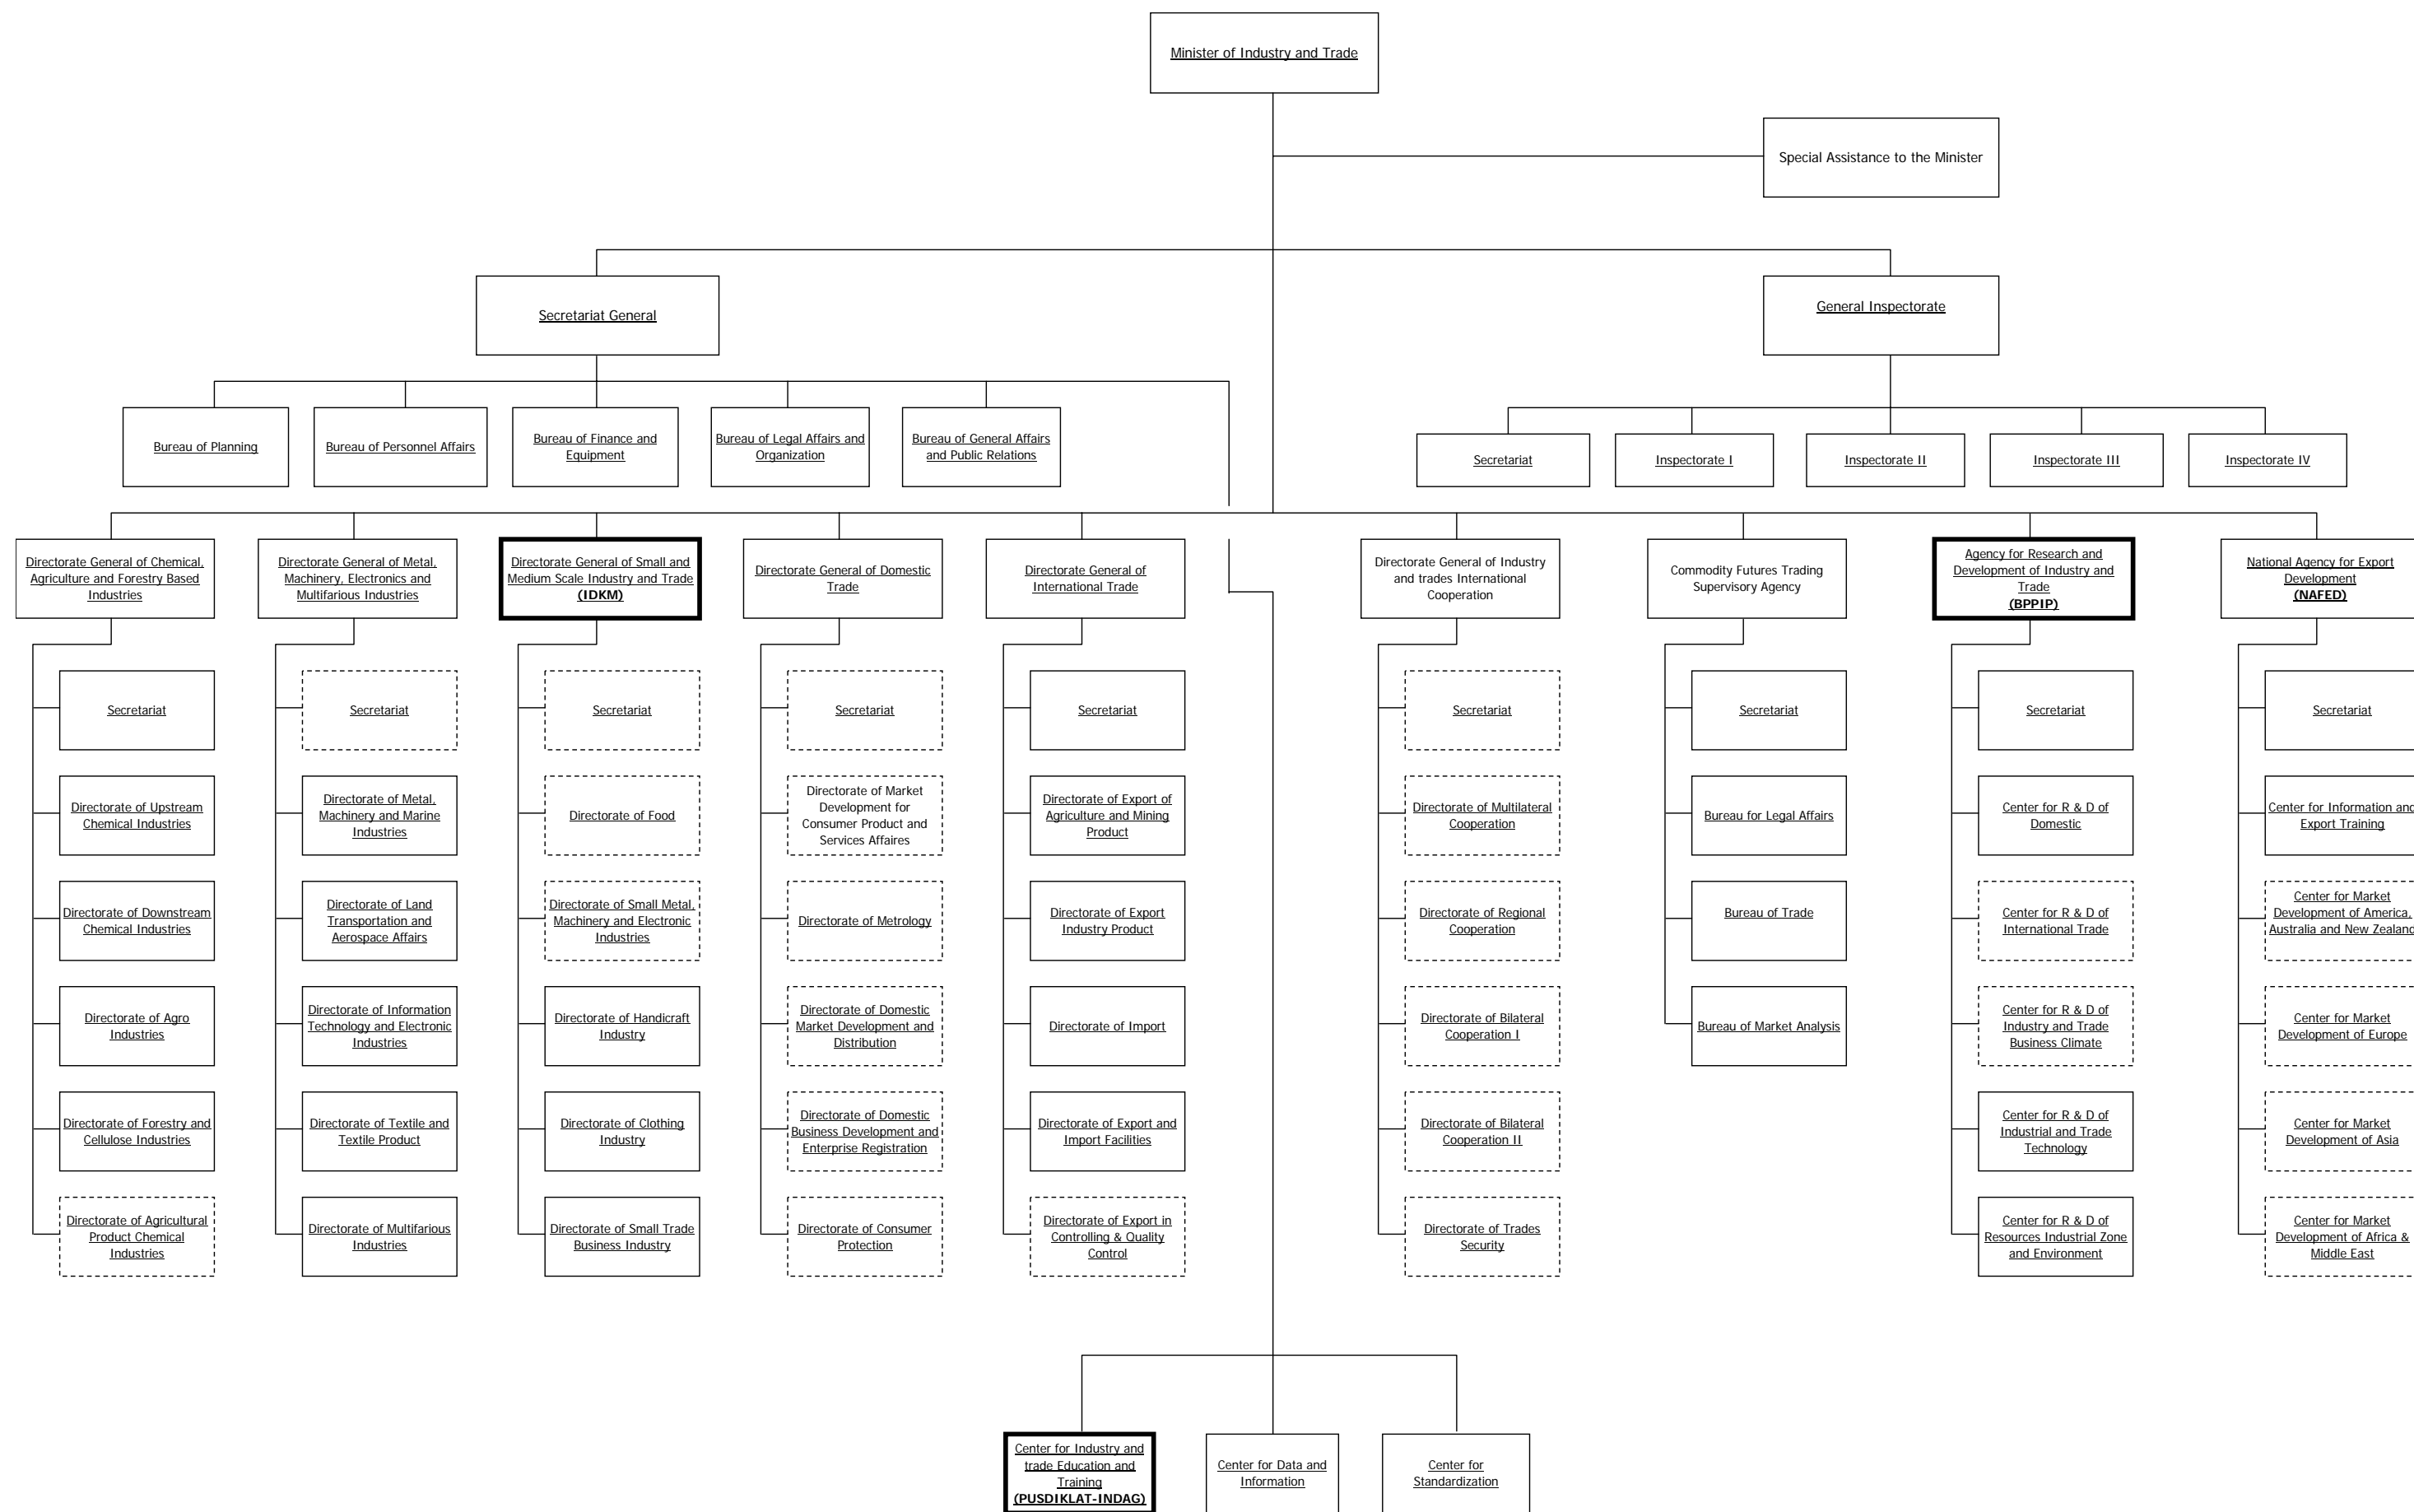 Minister of Industry and Trade
Special Assistance to the Minister
Secretariat General
General Inspectorate
Bureau of Planning
Bureau of Personnel Affairs
Bureau of Finance and
Equipment
Bureau of Legal Affairs and
Organization
Bureau of General Affairs
and Public Relations
Secretariat
Inspectorate I
Inspectorate II
Inspectorate III
Inspectorate IV
Directorate General of Chemical,
Agriculture and Forestry Based
Industries
Directorate General of Metal,
Machinery, Electronics and
Multifarious Industries
Directorate General of Small and
Medium Scale Industry and Trade
(IDKM)
Directorate General of Domestic
Trade
Directorate General of
International Trade
Directorate General of Industry
and trades International
Cooperation
Commodity Futures Trading
Supervisory Agency
Agency for Research and
Development of Industry and
Trade
(BPPIP)
National Agency for Export
Development
(NAFED)
Secretariat
Directorate of Upstream
Chemical Industries
Directorate of Downstream
Chemical Industries
Directorate of Agro
Industries
Directorate of Forestry and
Cellulose Industries
Directorate of Agricultural
Product Chemical
Industries
Secretariat
Directorate of Metal,
Machinery and Marine
Industries
Directorate of Land
Transportation and
Aerospace Affairs
Directorate of Information
Technology and Electronic
Industries
Directorate of Textile and
Textile Product
Directorate of Multifarious
Industries
Secretariat
Directorate of Food
Directorate of Small Metal,
Machinery and Electronic
Industries
Directorate of Handicraft
Industry
Directorate of Clothing
Industry
Directorate of Small Trade
Business Industry
Secretariat
Directorate of Market
Development for
Consumer Product and
Services Affaires
Directorate of Metrology
Directorate of Domestic
Market Development and
Distribution
Directorate of Domestic
Business Development and
Enterprise Registration
Directorate of Consumer
Protection
Secretariat
Directorate of Export of
Agriculture and Mining
Product
Directorate of Export
Industry Product
Directorate of Import
Directorate of Export and
Import Facilities
Directorate of Export in
Controlling & Quality
Control
Secretariat
Directorate of Multilateral
Cooperation
Directorate of Regional
Cooperation
Directorate of Bilateral
Cooperation I
Directorate of Bilateral
Cooperation II
Directorate of Trades
Security
Secretariat
Bureau for Legal Affairs
Bureau of Trade
Bureau of Market Analysis
Secretariat
Center for R & D of
Domestic
Center for R & D of
International Trade
Center for R & D of
Industry and Trade
Business Climate
Center for R & D of
Industrial and Trade
Technology
Center for R & D of
Resources Industrial Zone
and Environment
Secretariat
Center for Information and
Export Training
Center for Market
Development of America,
Australia and New Zealand
Center for Market
Development of Europe
Center for Market
Development of Asia
Center for Market
Development of Africa &
Middle East
Center for Industry and
trade Education and
Training
(PUSDIKLAT-INDAG)
Center for Data and
Information
Center for
Standardization